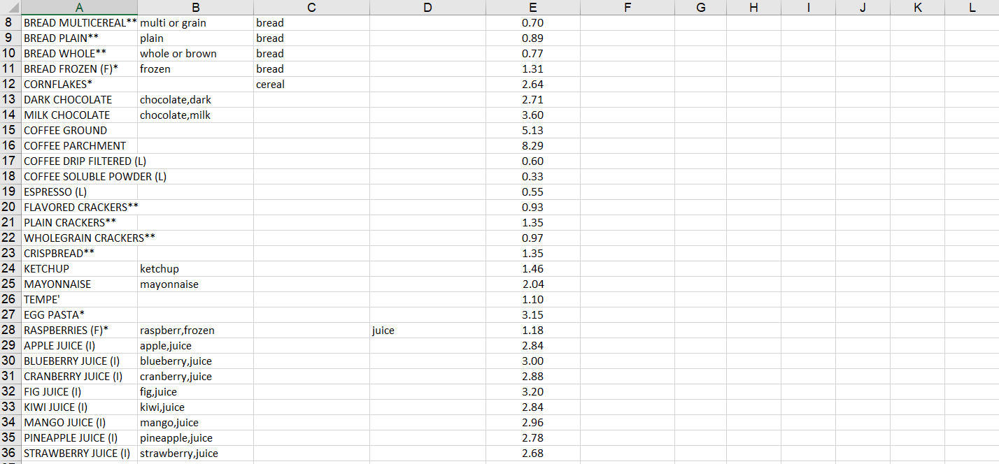 A B C D E F G H I J K L
8 BREAD MULTICEREAL** multi or grain bread 0.70
9 BREAD PLAIN** plain bread 0.89
10 BREAD WHOLE** whole or brown bread 0.77
11 BREAD FROZEN (F)* frozen bread 1.31
12 CORNFLAKES* cereal 2.64
13 DARK CHOCOLATE chocolate,dark 2.71
14 MILK CHOCOLATE chocolate,milk 3.60
15 COFFEE GROUND 5.13
16 COFFEE PARCHMENT 8.29
17 COFFEE DRIP FILTERED (L) 0.60
18 COFFEE SOLUBLE POWDER (L) 0.33
19 ESPRESSO (L) 0.55
20 FLAVORED CRACKERS** 0.93
21 PLAIN CRACKERS** 1.35
22 WHOLEGRAIN CRACKERS** 0.97
23 CRISPBREAD** 1.35
24 KETCHUP ketchup 1.46
25 MAYONNAISE mayonnaise 2.04
26 TEMPE' 1.10
27 EGG PASTA* 3.15
28 RASPBERRIES (F)* raspberr,frozen juice 1.18
29 APPLE JUICE (I) apple,juice 2.84
30 BLUEBERRY JUICE (I) blueberry,juice 3.00
31 CRANBERRY JUICE (I) cranberry,juice 2.88
32 FIG JUICE (I) fig,juice 3.20
33 KIWI JUICE (I) kiwi,juice 2.84
34 MANGO JUICE (I) mango,juice 2.96
35 PINEAPPLE JUICE (I) pineapple,juice 2.78
36 STRAWBERRY JUICE (I) strawberry,juice 2.68